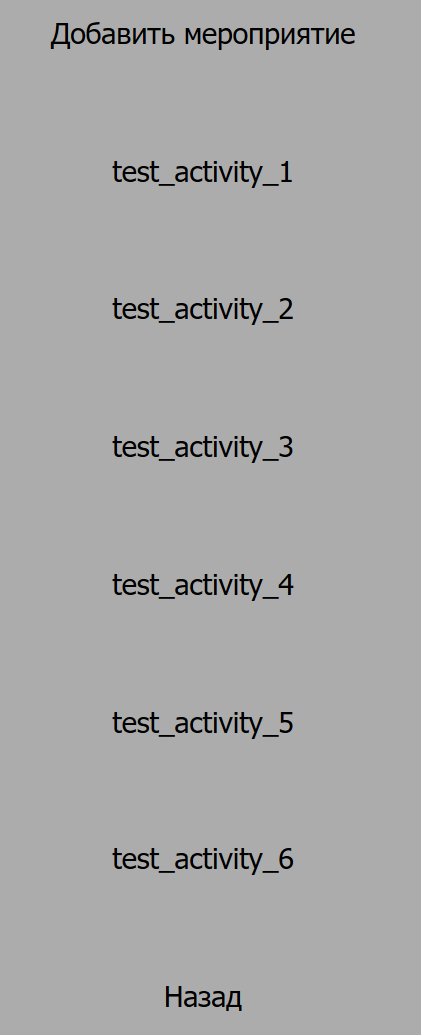 Добавить мероприятие
test_activity_1
test_activity_2
test_activity_3
test_activity_4
test_activity_5
test_activity_6
Назад